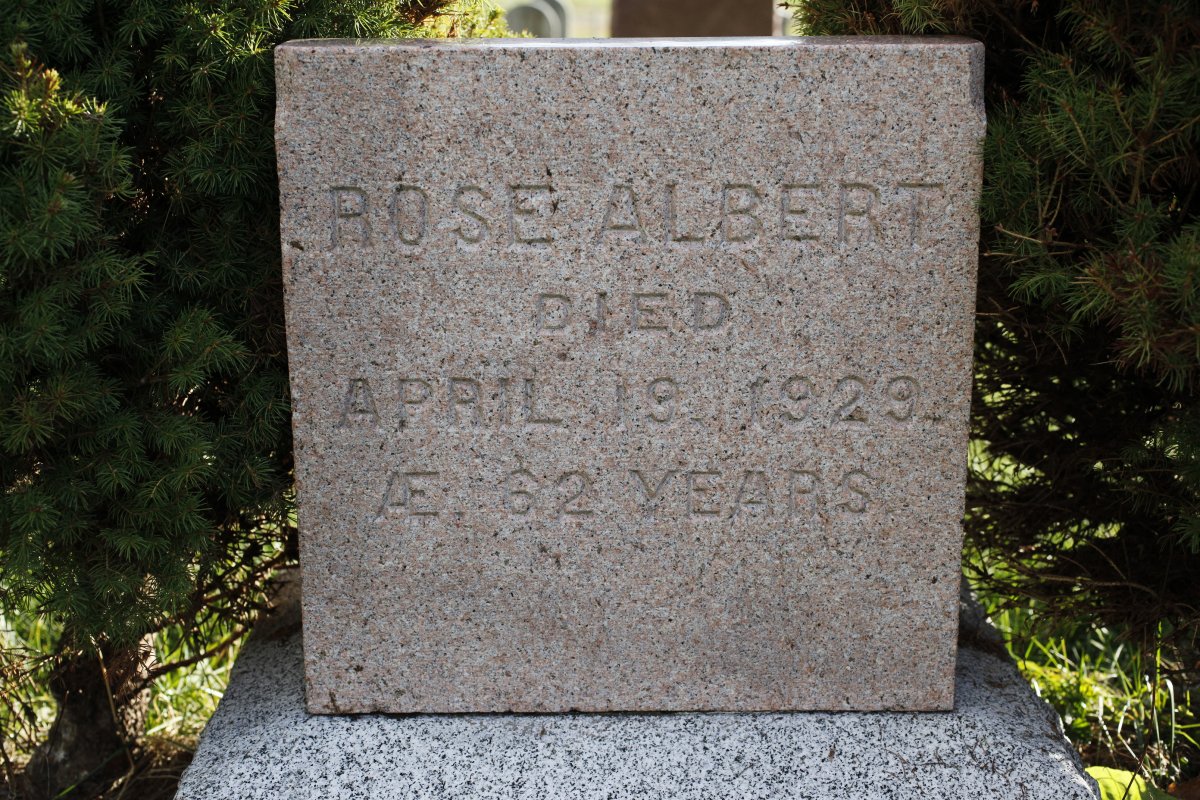 ROSE ALBERT
DIED
APRIL 19. 1929.
Æ. 62 YEARS.